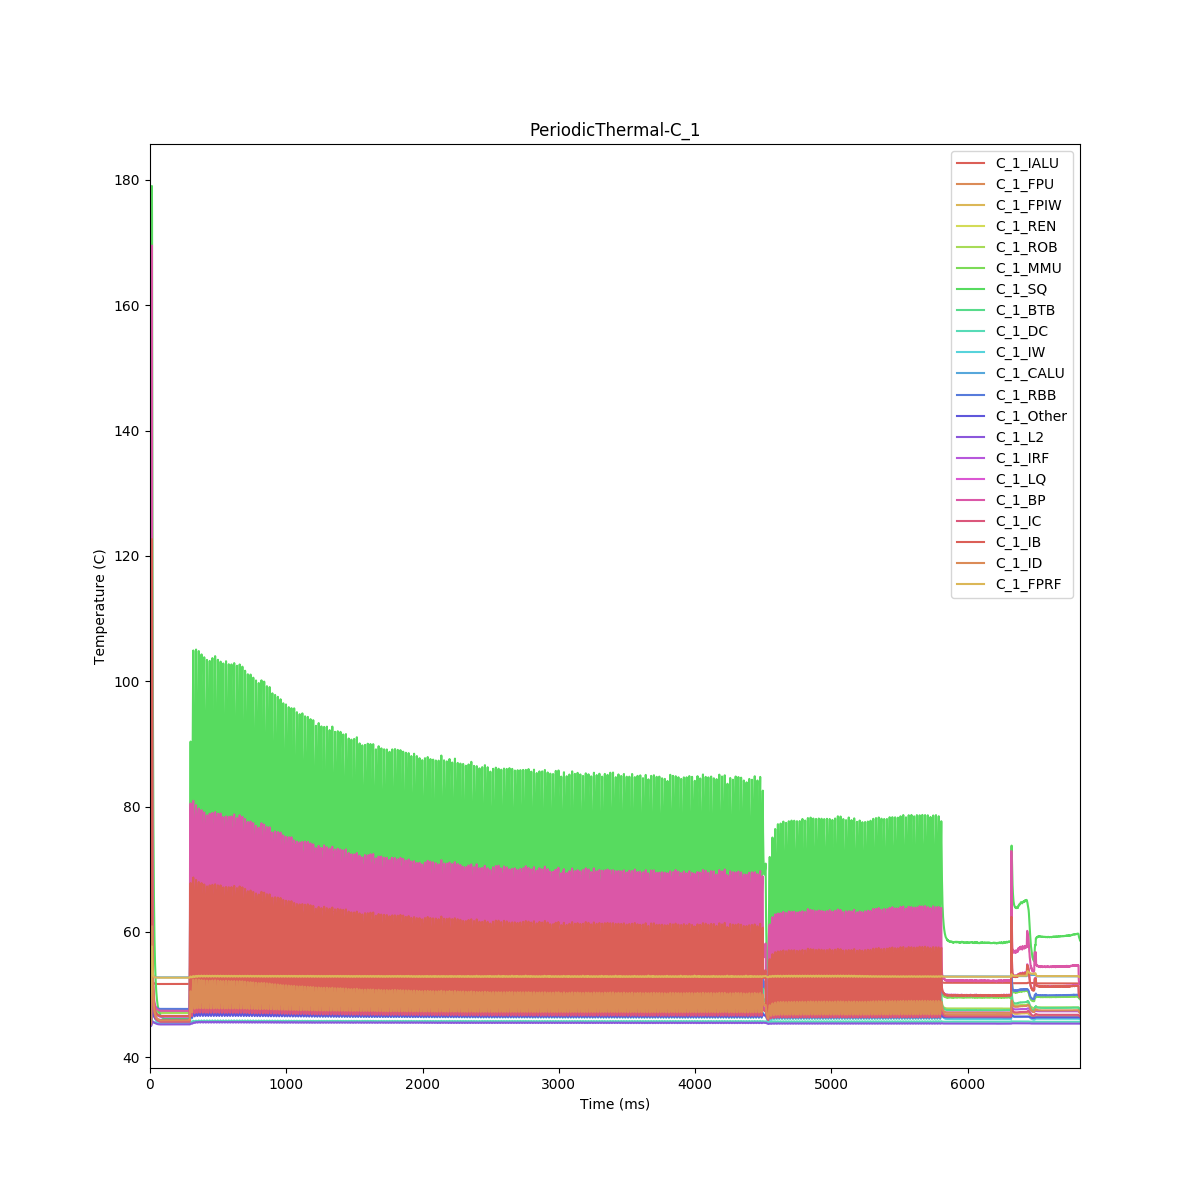 PeriodicThermal-C_1
180
160
140
120
100
80
60
40
Temperature (C)
0
1000
2000
3000
4000
5000
6000
Time (ms)
C_1_IALU
C_1_FPU
C_1_FPIW
C_1_REN
C_1_ROB
C_1_MMU
C_1_SQ
C_1_BTB
C_1_DC
C_1_IW
C_1_CALU
C_1_RBB
C_1_Other
C_1_L2
C_1_IRF
C_1_LQ
C_1_BP
C_1_IC
C_1_IB
C_1_ID
C_1_FPRF